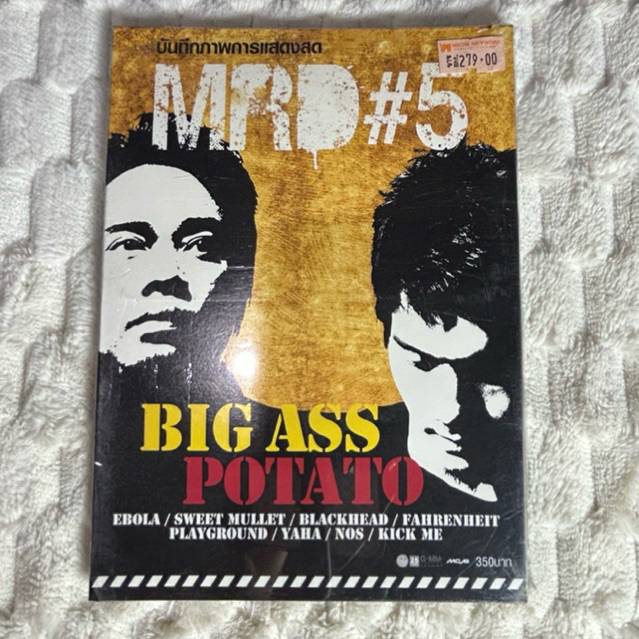 บันทึกภาพการแสดงสด
279.00
MRD#5
BIG ASS
POTATO
EBOLA / SWEET MULLET / BLACKHEAD / FAHRENHEIT
PLAYGROUND / YAHA / NOS / KICK ME
350บาท